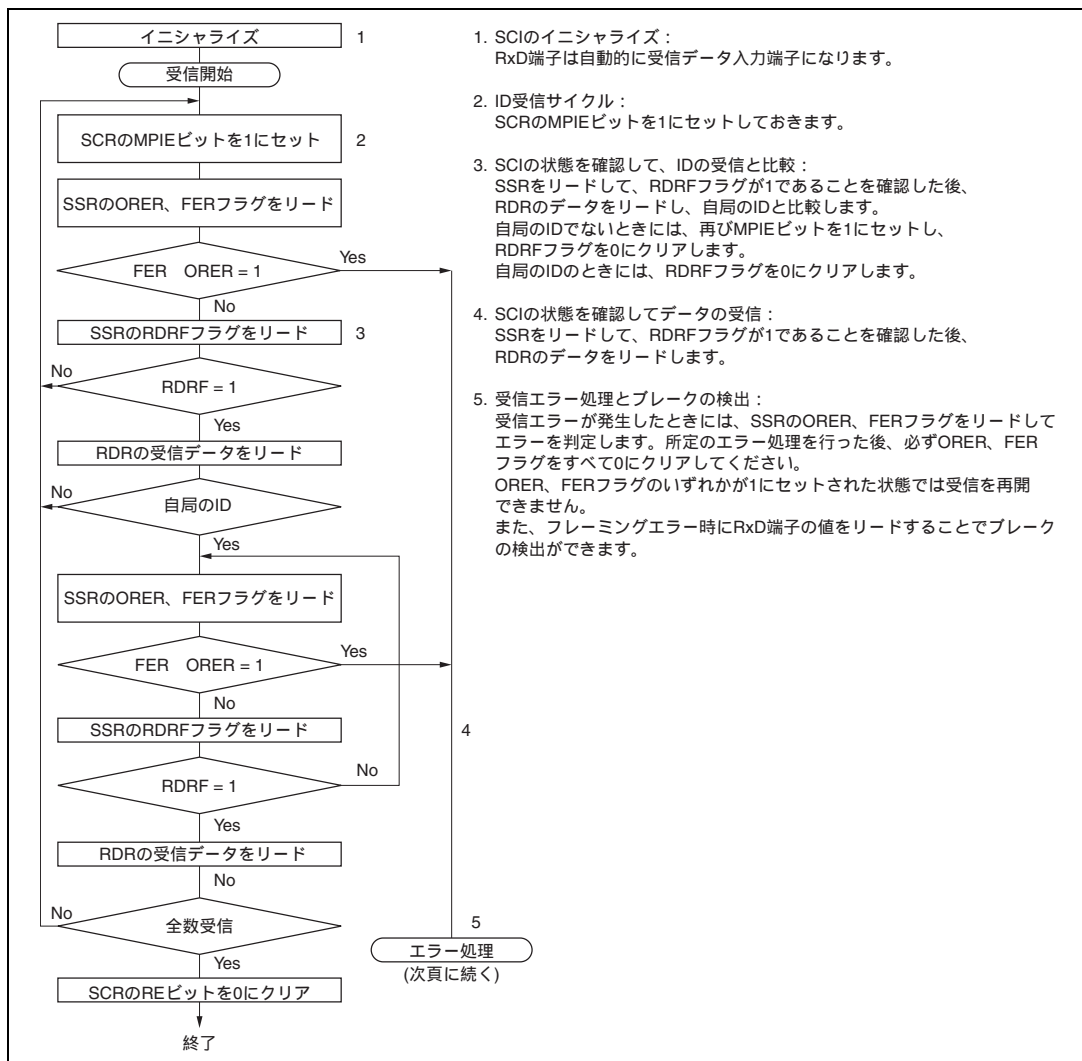 イニシャライズ 1
受信開始
SCRのMPIEビットを1にセット 2
SSRのORER、FERフラグをリード
FER ORER = 1
Yes
No
SSRのRDRFフラグをリード 3
No
RDRF = 1
Yes
RDRの受信データをリード
No
自局のID
Yes
SSRのORER、FERフラグをリード
FER ORER = 1
Yes
No
SSRのRDRFフラグをリード 4
RDRF = 1
No
Yes
RDRの受信データをリード
No
No
全数受信
5
エラー処理
(次頁に続く)
Yes
SCRのREビットを0にクリア
終了
1. SCIのイニシャライズ：
RxD端子は自動的に受信データ入力端子になります。
2. ID受信サイクル：
SCRのMPIEビットを1にセットしておきます。
3. SCIの状態を確認して、IDの受信と比較：
SSRをリードして、RDRFフラグが1であることを確認した後、
RDRのデータをリードし、自局のIDと比較します。
自局のIDでないときには、再びMPIEビットを1にセットし、
RDRFフラグを0にクリアします。
自局のIDのときには、RDRFフラグを0にクリアします。
4. SCIの状態を確認してデータの受信：
SSRをリードして、RDRFフラグが1であることを確認した後、
RDRのデータをリードします。
5. 受信エラー処理とブレークの検出：
受信エラーが発生したときには、SSRのORER、FERフラグをリードして
エラーを判定します。所定のエラー処理を行った後、必ずORER、FER
フラグをすべて0にクリアしてください。
ORER、FERフラグのいずれかが1にセットされた状態では受信を再開
できません。
また、フレーミングエラー時にRxD端子の値をリードすることでブレーク
の検出ができます。